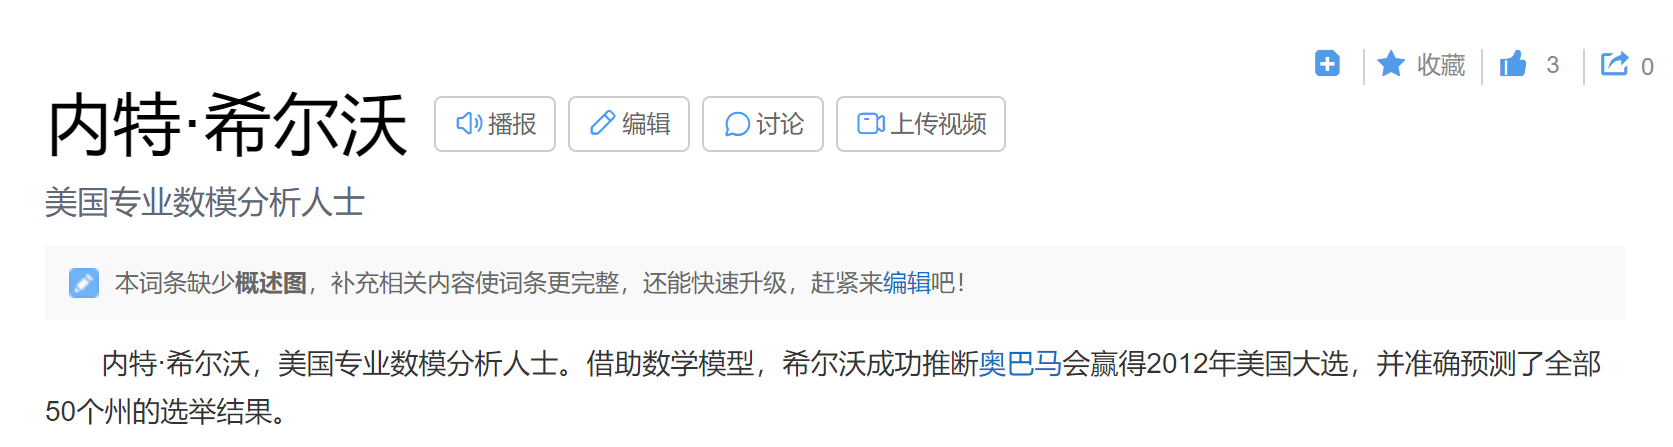 收藏 3 0
内特·希尔沃 播报 编辑 讨论 上传视频
美国专业数模分析人士
本词条缺少概述图，补充相关内容使词条更完整，还能快速升级，赶紧来编辑吧！
内特·希尔沃，美国专业数模分析人士。借助数学模型，希尔沃成功推断奥巴马会赢得2012年美国大选，并准确预测了全部
50个州的选举结果。